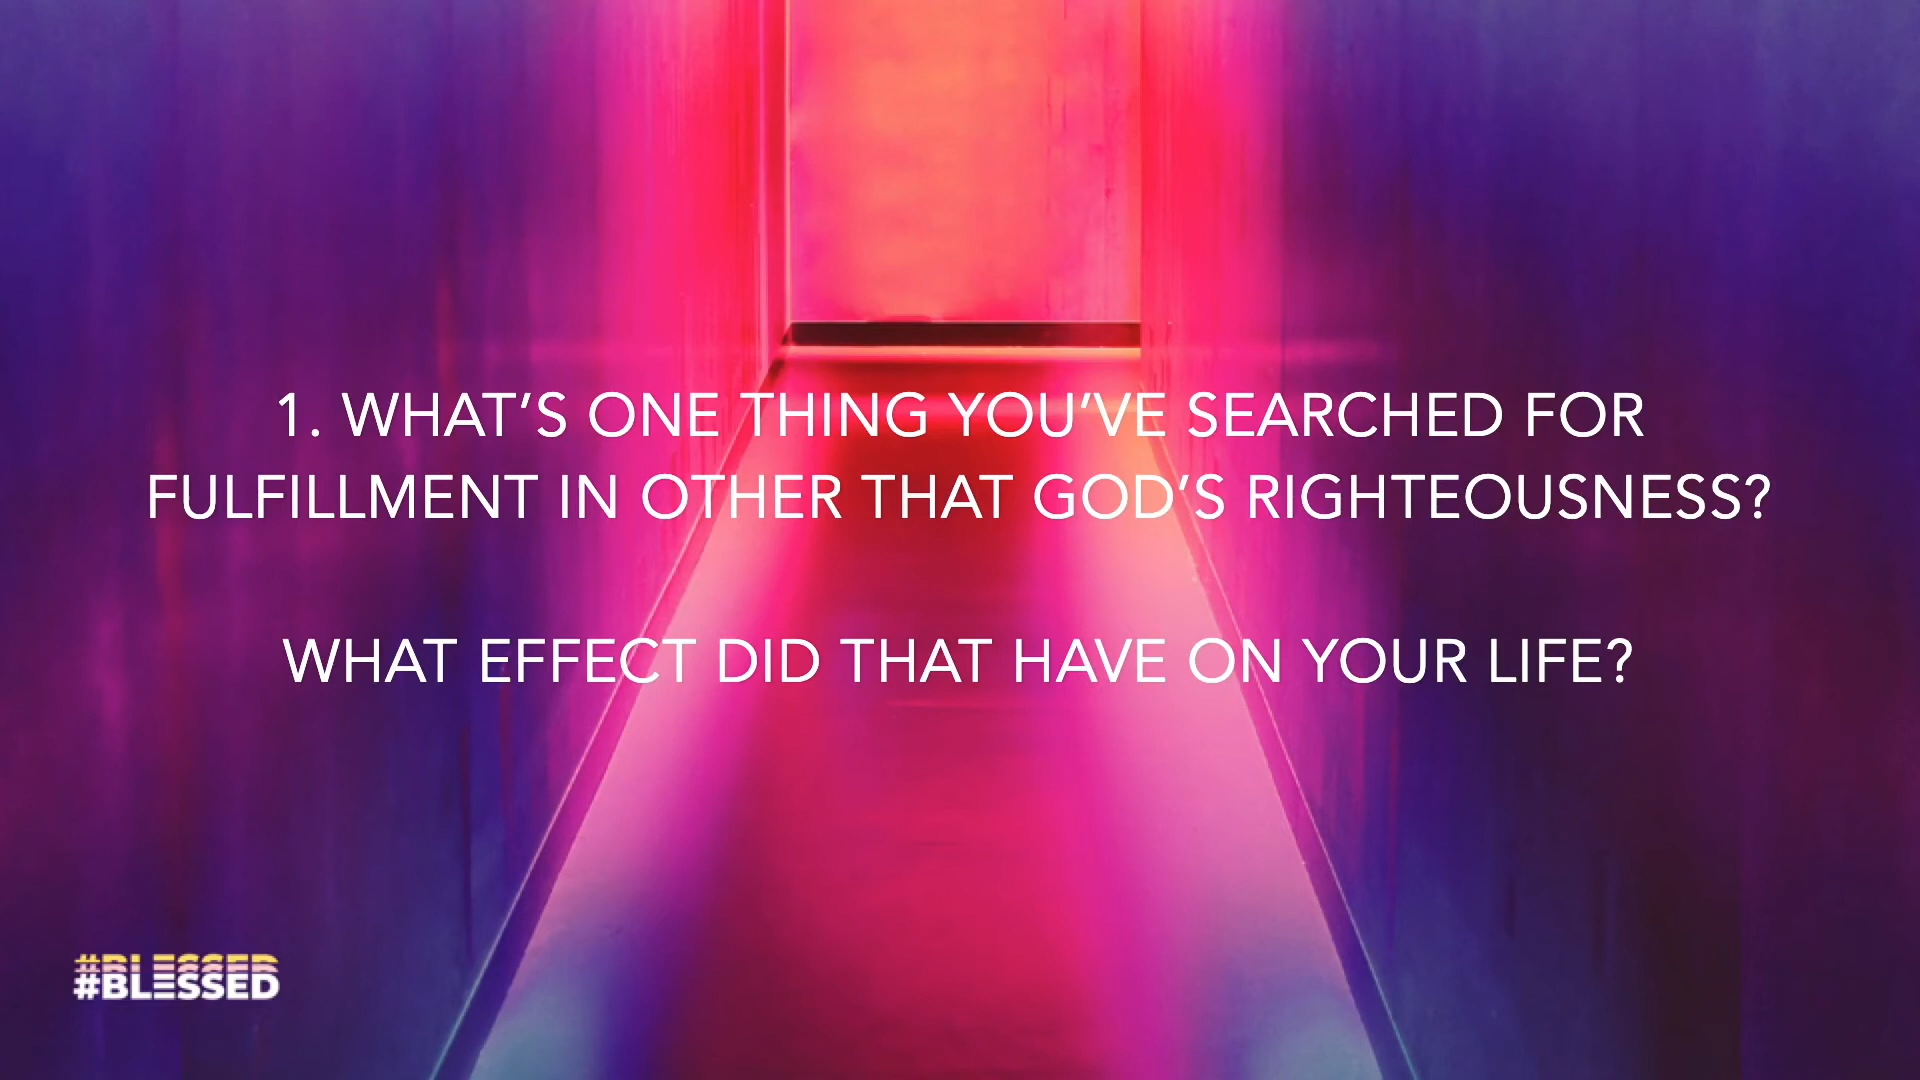 1. WHAT’S ONE THING YOU’VE SEARCHED FOR
FULFILLMENT IN OTHER THAT GOD’S RIGHTEOUSNESS?
WHAT EFFECT DID THAT HAVE ON YOUR LIFE?
#BLESSED
#BLESSED